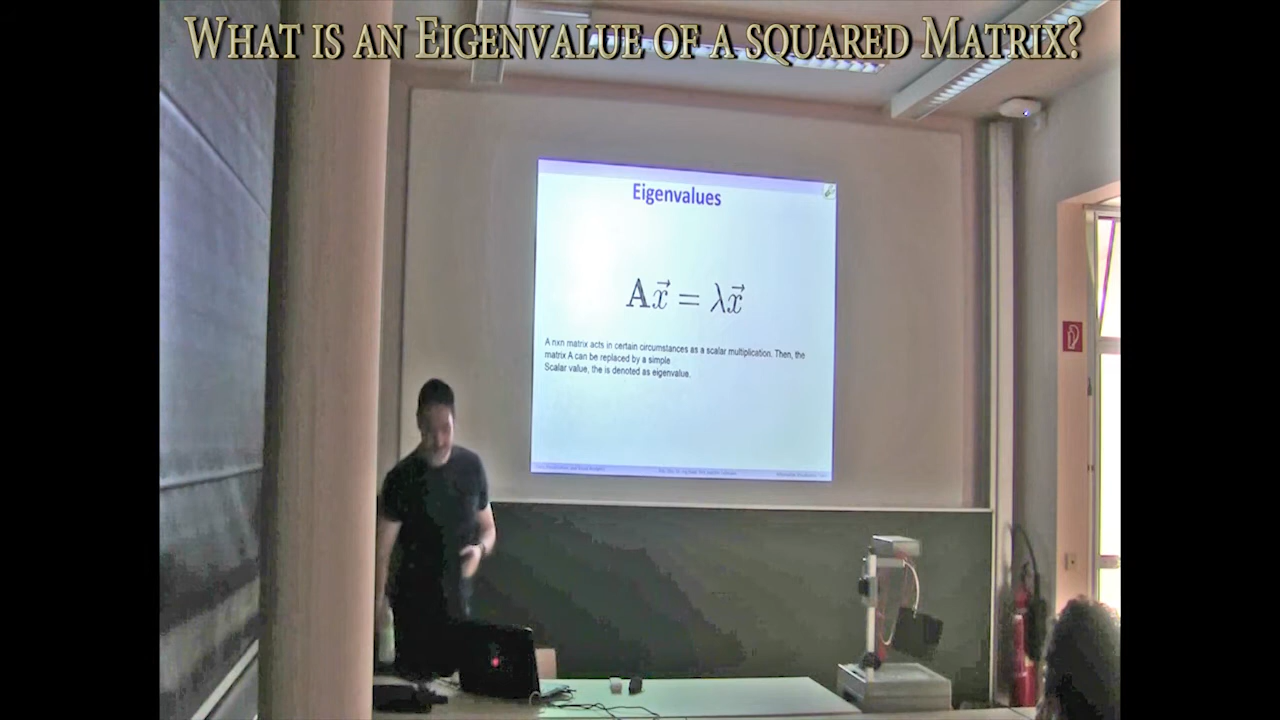 What is an Eigenvalue of a squared Matrix?
Eigenvalues
A x⃗ = λx⃗
A nxn matrix acts in certain circumstances as a scalar multiplication. Then, the
matrix A can be replaced by a simple
Scalar value, the is denoted as eigenvalue.